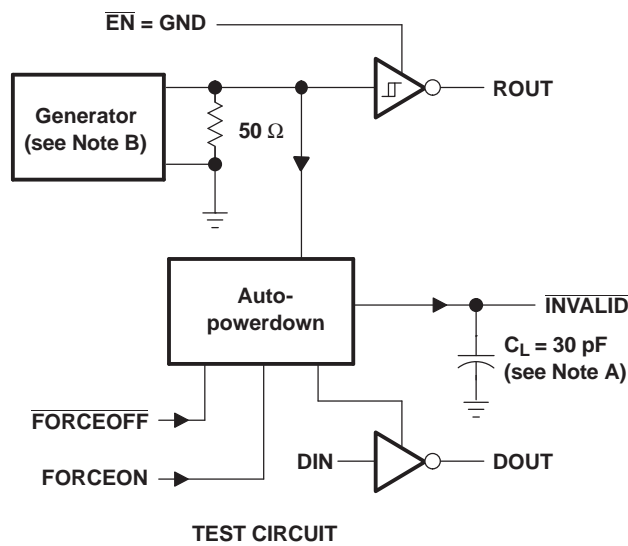 EN = GND
ROUT
Generator
(see Note B)
50 Ω
Auto-
powerdown
INVALID
CL = 30 pF
(see Note A)
FORCEOFF
FORCEON
DIN
DOUT
TEST CIRCUIT